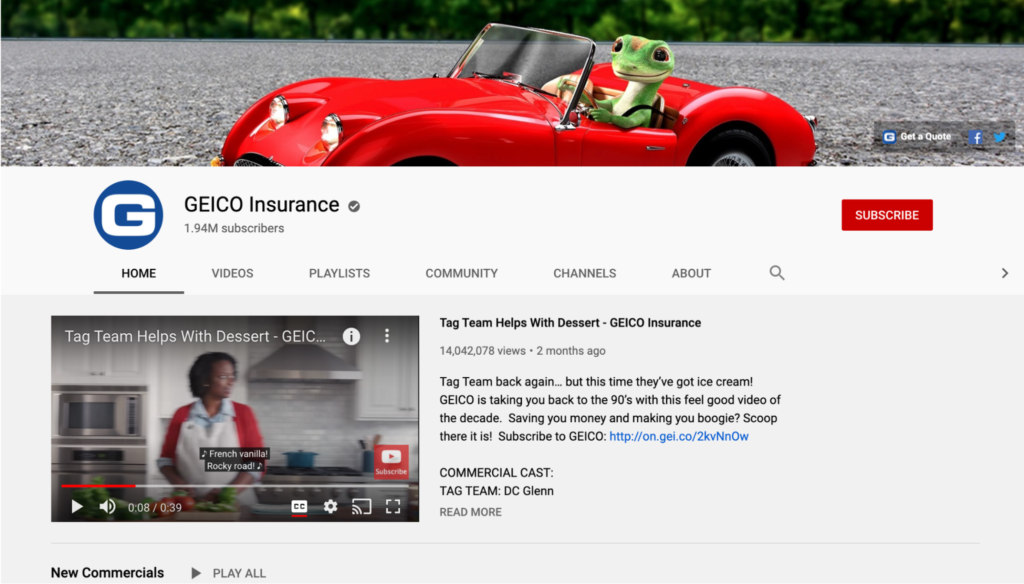 Get a Quote
GEICO Insurance
1.94M subscribers
SUBSCRIBE
HOME VIDEOS PLAYLISTS COMMUNITY CHANNELS ABOUT
Tag Team Helps With Dessert - GEIC...
♪ French vanilla!
Rocky road! ♪
Subscribe
0:08 / 0:39
CC
Tag Team Helps With Dessert - GEICO Insurance
14,042,078 views • 2 months ago
Tag Team back again… but this time they've got ice cream!
GEICO is taking you back to the 90's with this feel good video of
the decade.  Saving you money and making you boogie? Scoop
there it is!  Subscribe to GEICO: http://on.gei.co/2kvNnOw
COMMERCIAL CAST:
TAG TEAM: DC Glenn
READ MORE
New Commercials PLAY ALL